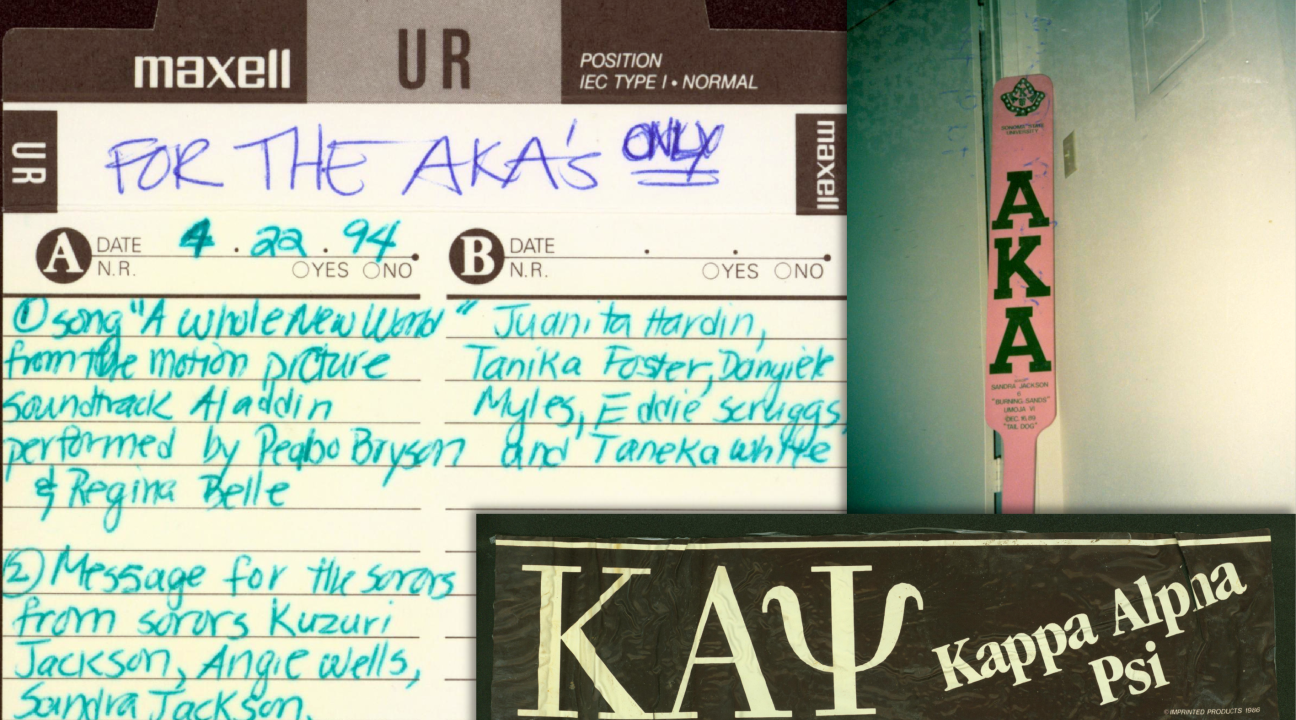 maxell
UR
POSITION
IEC TYPE I • NORMAL
UR
FOR THE AKA's ONLY
maxell
A DATE 4 . 22 . 94 .
N.R. ○YES ○NO
B DATE . . .
N.R. ○YES ○NO
① song "A whole New World"
from the motion picture
soundtrack Aladdin
performed by Peabo Bryson
& Regina Belle
② Message for the sorors
from sorors Kuzuri
Jackson, Angie Wells,
Sandra Jackson,
Juanita Hardin,
Tanika Foster, Dangiele
Myles, Eddie Scruggs,
and Taneka White
UNIVERSITY
A
K
A
SANDRA JACKSON
"BURNING-SANDS"
UMOJA VI
"TAIL DOG"
ΚΑΨ Kappa Alpha
Psi
© IMPRINTED PRODUCTS 1986